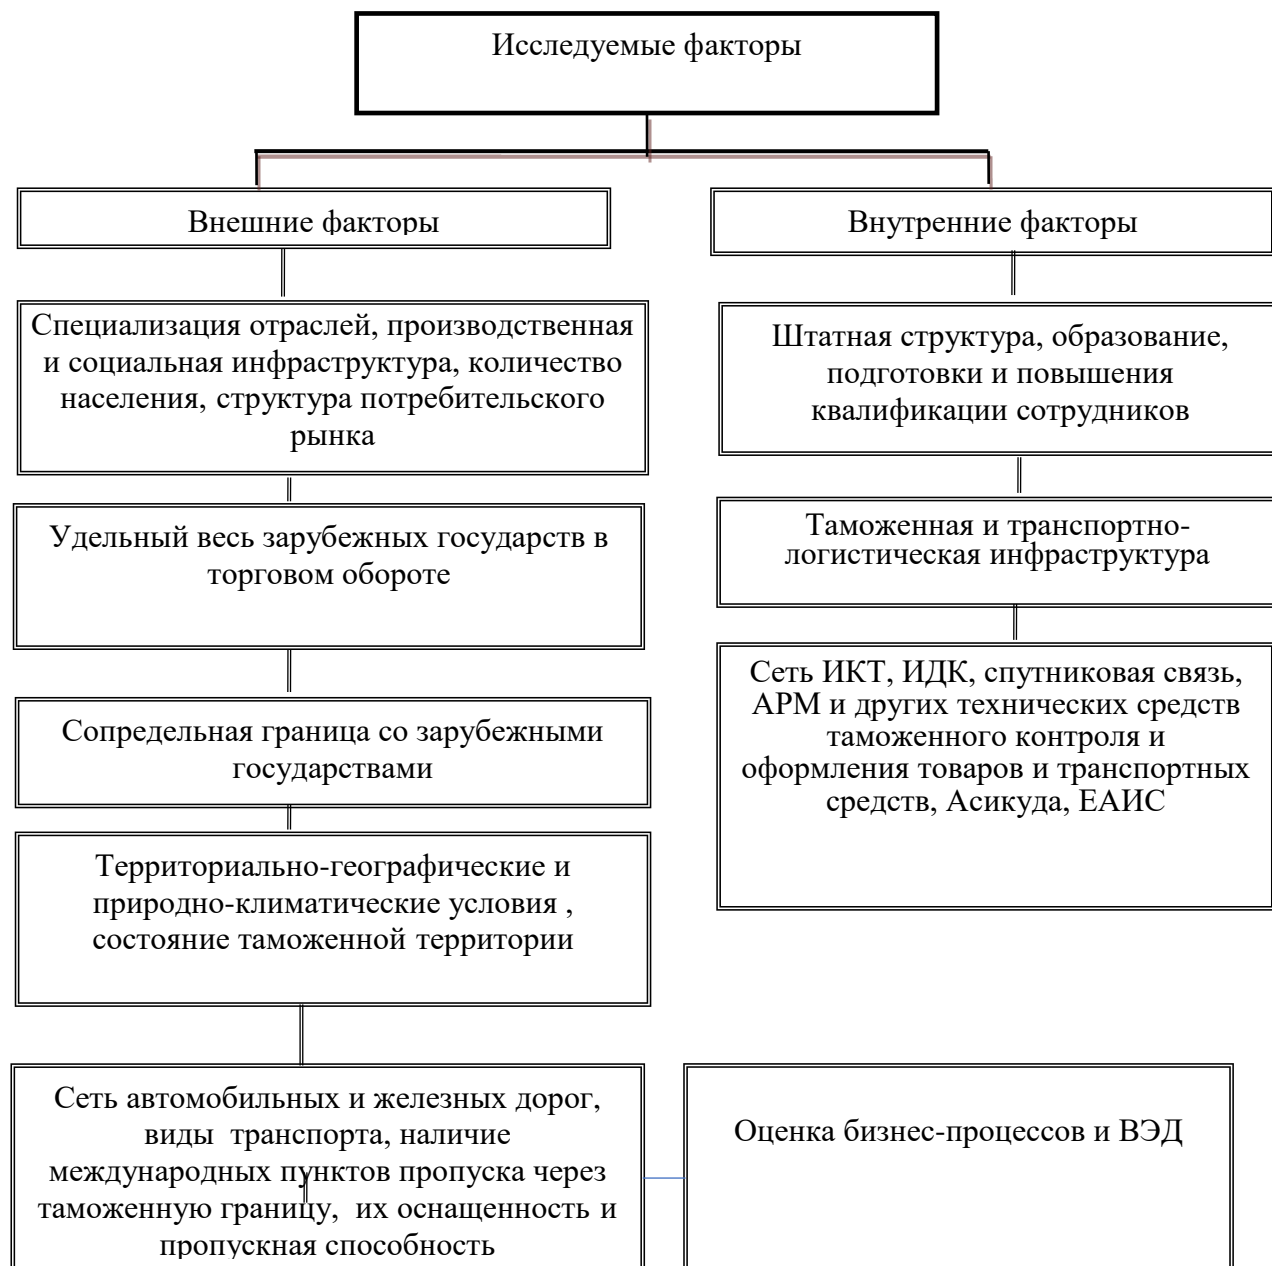 Исследуемые факторы
Внешние факторы
Специализация отраслей, производственная
и социальная инфраструктура, количество
населения, структура потребительского
рынка
Удельный весь зарубежных государств в
торговом обороте
Сопредельная граница со зарубежными
государствами
Территориально-географические и
природно-климатические условия ,
состояние таможенной территории
Сеть автомобильных и железных дорог,
виды транспорта, наличие
международных пунктов пропуска через
таможенную границу, их оснащенность и
пропускная способность
Внутренние факторы
Штатная структура, образование,
подготовки и повышения
квалификации сотрудников
Таможенная и транспортно-
логистическая инфраструктура
Сеть ИКТ, ИДК, спутниковая связь,
АРМ и других технических средств
таможенного контроля и
оформления товаров и транспортных
средств, Асикуда, ЕАИС
Оценка бизнес-процессов и ВЭД